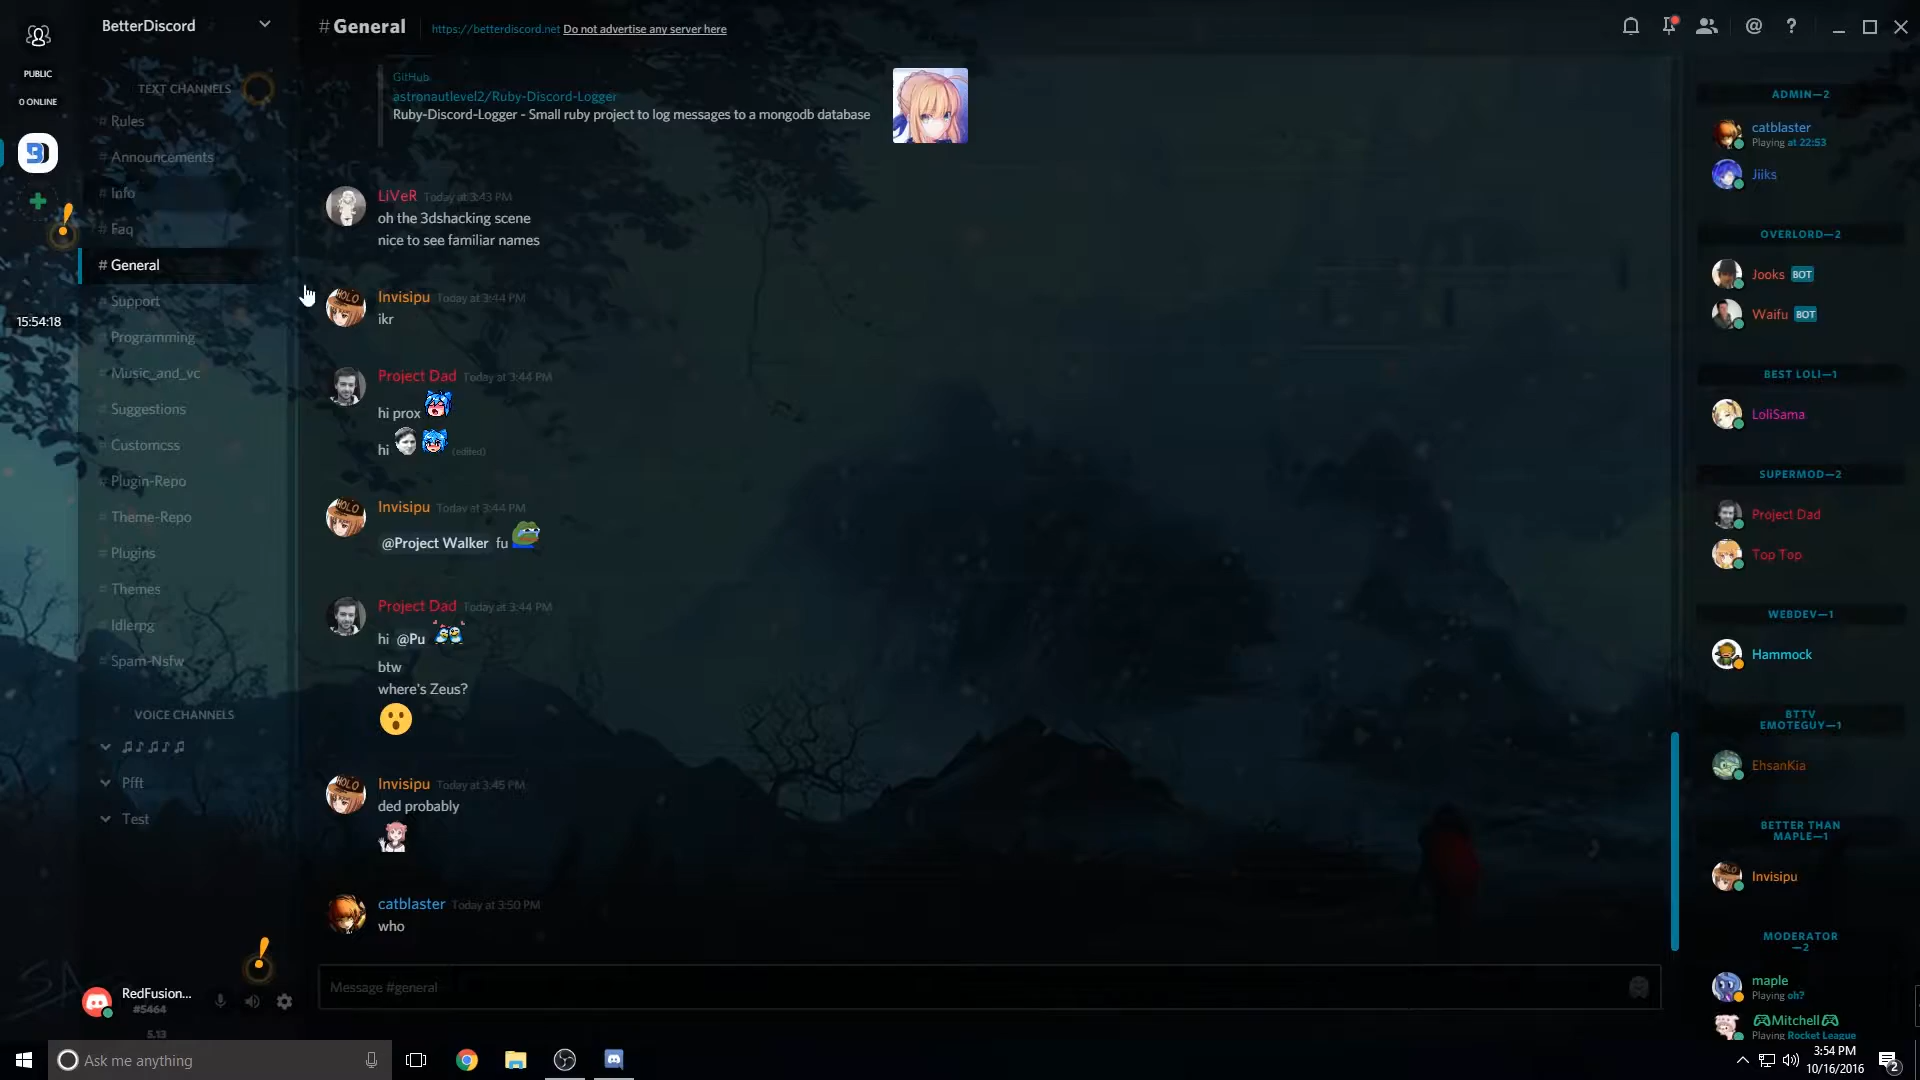 PUBLIC
0 ONLINE
15:54:18
BetterDiscord
TEXT CHANNELS
# Rules
# Announcements
# Info
# Faq
# General
# Support
# Programming
# Music_and_vc
# Suggestions
# Customcss
# Plugin-Repo
# Theme-Repo
# Plugins
# Themes
# Idlerpg
# Spam-Nsfw
VOICE CHANNELS
♫♪♫♪♫
Pfft
Test
RedFusion...
#5464
5.13
# General
https://betterdiscord.net Do not advertise any server here
GitHub
astronautlevel2/Ruby-Discord-Logger
Ruby-Discord-Logger - Small ruby project to log messages to a mongodb database
LiVeR Today at 3:43 PM
oh the 3dshacking scene
nice to see familiar names
Invisipu Today at 3:44 PM
ikr
Project Dad Today at 3:44 PM
hi prox
hi (edited)
Invisipu Today at 3:44 PM
@Project Walker fu
Project Dad Today at 3:44 PM
hi @Pu
btw
where's Zeus?
Invisipu Today at 3:45 PM
ded probably
catblaster Today at 3:50 PM
who
Message #general
ADMIN—2
catblaster
Playing at 22:53
Jiiks
OVERLORD—2
Jooks BOT
Waifu BOT
BEST LOLI—1
LoliSama
SUPERMOD—2
Project Dad
Top Top
WEBDEV—1
Hammock
BTTV
EMOTEGUY—1
EhsanKia
BETTER THAN
MAPLE—1
Invisipu
MODERATOR
—2
maple
Playing oh?
🎮Mitchell🎮
Playing Rocket League
Ask me anything
3:54 PM
10/16/2016
2